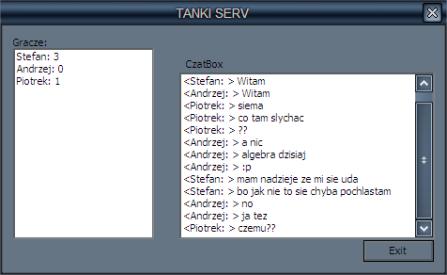 TANKI SERV
Gracze:
Stefan: 3
Andrzej: 0
Piotrek: 1
CzatBox
<Stefan: > Witam
<Andrzej: > Witam
<Piotrek: > siema
<Piotrek: > co tam slychac
<Piotrek: > ??
<Andrzej: > a nic
<Andrzej: > algebra dzisiaj
<Andrzej: > :p
<Stefan: > mam nadzieje ze mi sie uda
<Stefan: > bo jak nie to sie chyba pochlastam
<Andrzej: > no
<Andrzej: > ja tez
<Piotrek: > czemu??
Exit